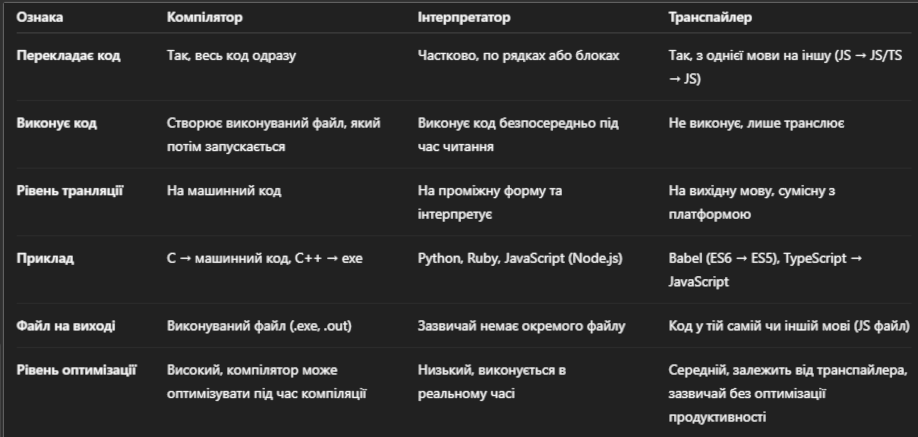 Ознака Компілятор Інтерпретатор Транспайлер
Перекладає код Так, весь код одразу Частково, по рядках або блоках Так, з однієї мови на іншу (JS → JS/TS
→ JS)
Виконує код Створює виконуваний файл, який Виконує код безпосередньо під Не виконує, лише транслює
потім запускається час читання
Рівень транляції На машинний код На проміжну форму та На вихідну мову, сумісну з
інтерпретує платформою
Приклад C → машинний код, C++ → exe Python, Ruby, JavaScript (Node.js) Babel (ES6 → ES5), TypeScript →
JavaScript
Файл на виході Виконуваний файл (.exe, .out) Зазвичай немає окремого файлу Код у тій самій чи іншій мові (JS файл)
Рівень оптимізації Високий, компілятор може Низький, виконується в Середній, залежить від транспайлера,
оптимізувати під час компіляції реальному часі зазвичай без оптимізації
продуктивності